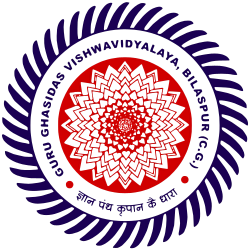 GURU GHASIDAS VISHWAVIDYALAYA, BILASPUR (C.G.)
ज्ञान पंथ कृपान कै धारा